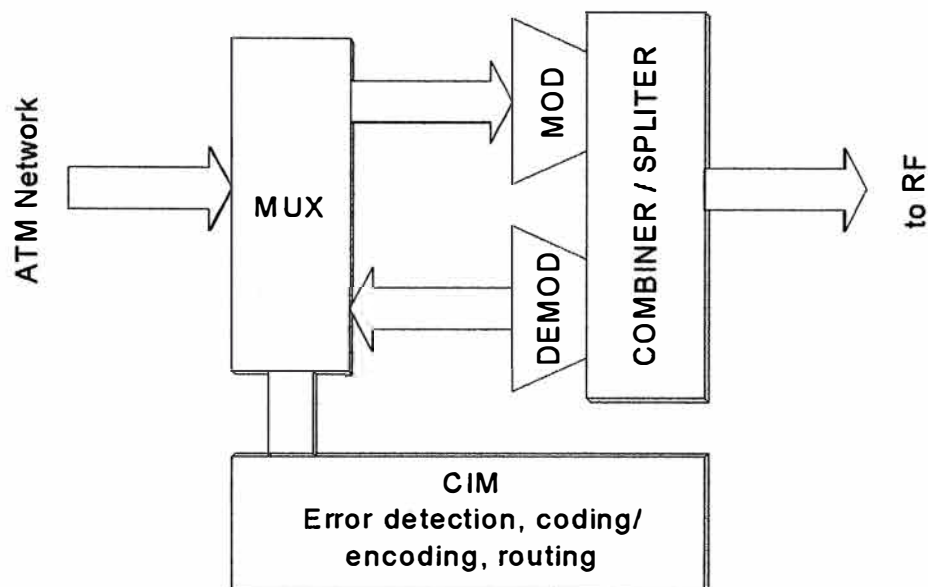 ATM Network
MUX
MOD
DEMOD
COMBINER / SPLITER
to RF
CIM
Error detection, coding/
encoding, routing